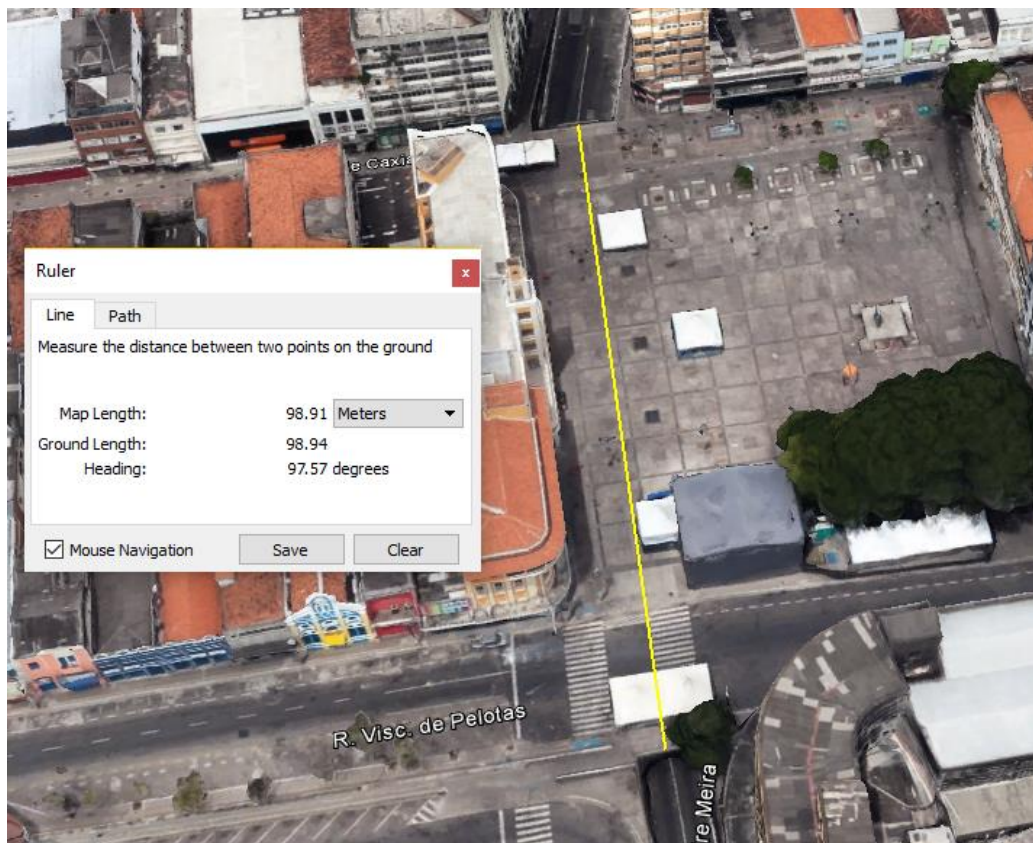 e Caxia
Ruler
x
Line Path
Measure the distance between two points on the ground
Map Length: 98.91 Meters
Ground Length: 98.94
Heading: 97.57 degrees
Mouse Navigation Save Clear
R. Visc. de Pelotas
re Meira